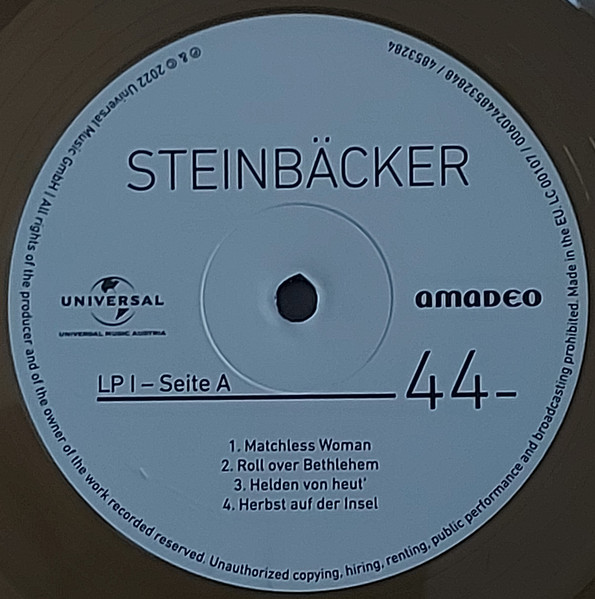 STEINBÄCKER
UNIVERSAL
UNIVERSAL MUSIC AUSTRIA
amadeo
LP I – Seite A
44–
1. Matchless Woman
2. Roll over Bethlehem
3. Helden von heut'
4. Herbst auf der Insel
℗ & © 2022 Universal Music GmbH / All rights of the producer and of the owner of the work recorded reserved. Unauthorized copying, hiring, renting, public performance and broadcasting prohibited. Made in the EU. LC 00107 / 00602448532848 / 4853284